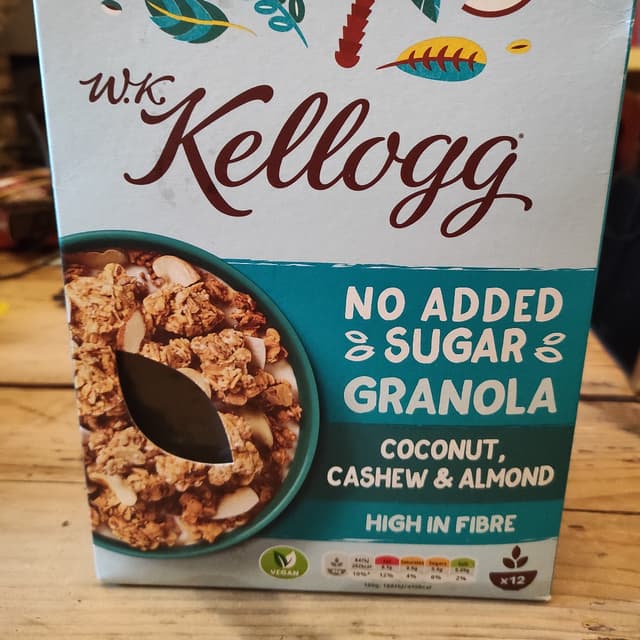 W.K.
Kellogg
NO ADDED
SUGAR
GRANOLA
COCONUT,
CASHEW & ALMOND
HIGH IN FIBRE
VEGAN
x12